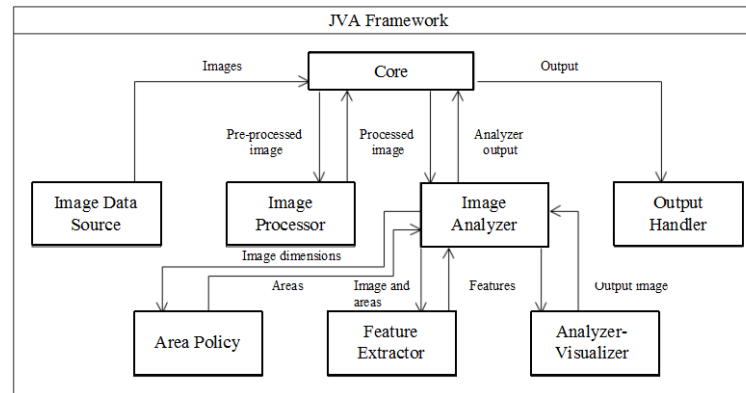 JVA Framework
Images
Core
Output
Pre-processed
image
Processed
image
Analyzer
output
Image Data
Source
Image
Processor
Image
Analyzer
Output
Handler
Image dimensions
Areas
Image and
areas
Features
Output image
Area Policy
Feature
Extractor
Analyzer-
Visualizer